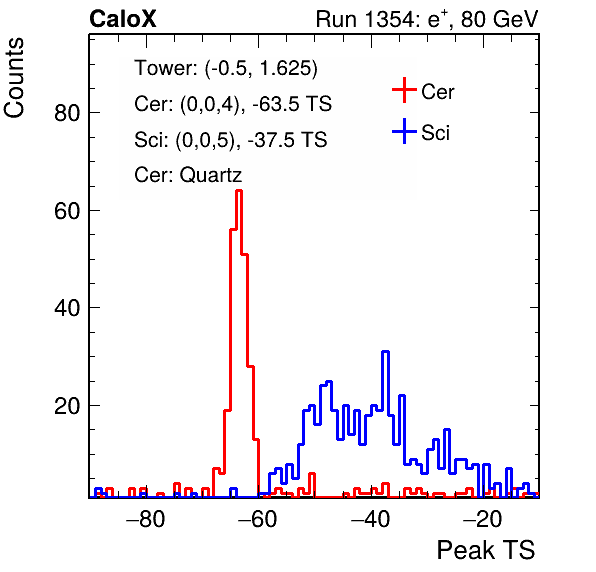 CaloX Run 1354: e⁺, 80 GeV
Counts
Tower: (-0.5, 1.625)
Cer: (0,0,4), -63.5 TS
Sci: (0,0,5), -37.5 TS
Cer: Quartz
Cer
Sci
80
60
40
20
−80 −60 −40 −20
Peak TS